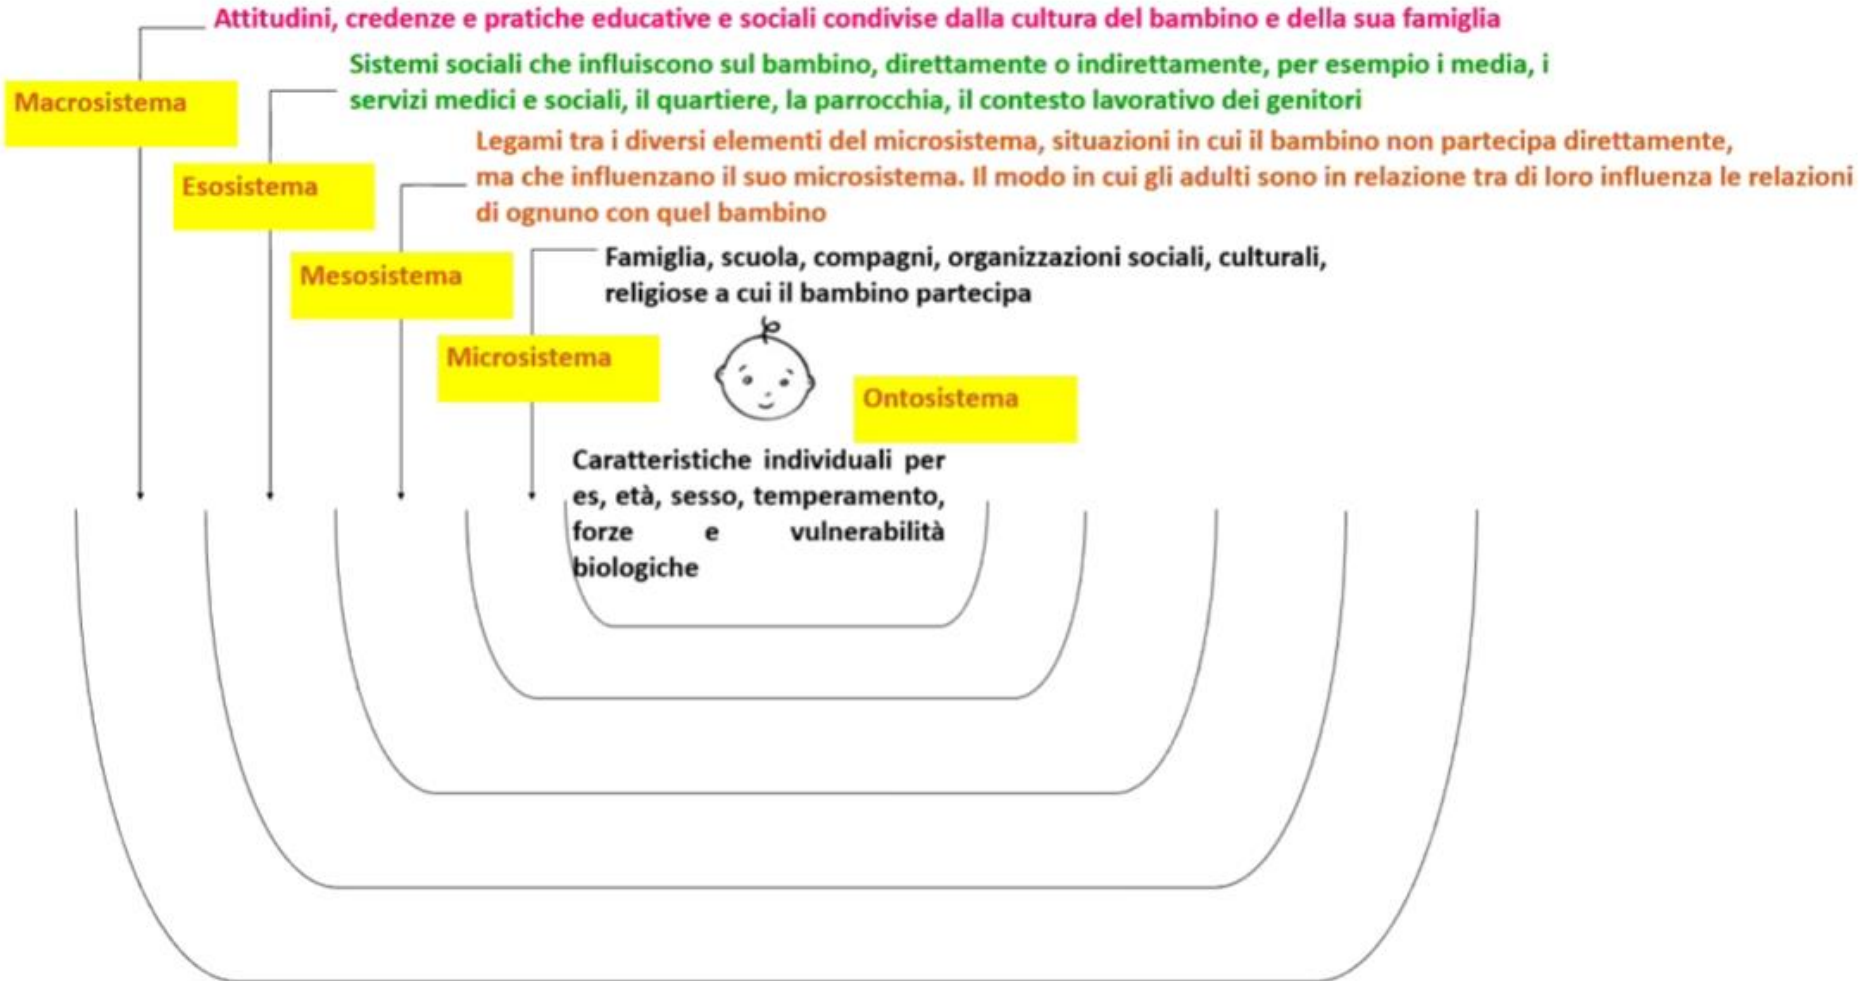 Attitudini, credenze e pratiche educative e sociali condivise dalla cultura del bambino e della sua famiglia
Sistemi sociali che influiscono sul bambino, direttamente o indirettamente, per esempio i media, i
servizi medici e sociali, il quartiere, la parrocchia, il contesto lavorativo dei genitori
Macrosistema
Legami tra i diversi elementi del microsistema, situazioni in cui il bambino non partecipa direttamente,
ma che influenzano il suo microsistema. Il modo in cui gli adulti sono in relazione tra di loro influenza le relazioni
di ognuno con quel bambino
Esosistema
Famiglia, scuola, compagni, organizzazioni sociali, culturali,
religiose a cui il bambino partecipa
Mesosistema
Microsistema
Ontosistema
Caratteristiche individuali per
es, età, sesso, temperamento,
forze e vulnerabilità
biologiche